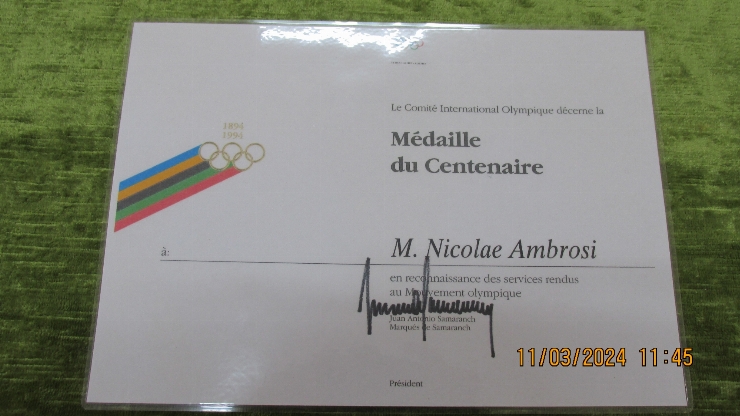 1894
1994
Le Comité International Olympique décerne la
Médaille
du Centenaire
à:
M. Nicolae Ambrosi
en reconnaissance des services rendus
au Mouvement olympique
Juan Antonio Samaranch
Marqués de Samaranch
Président
11/03/2024 11:45